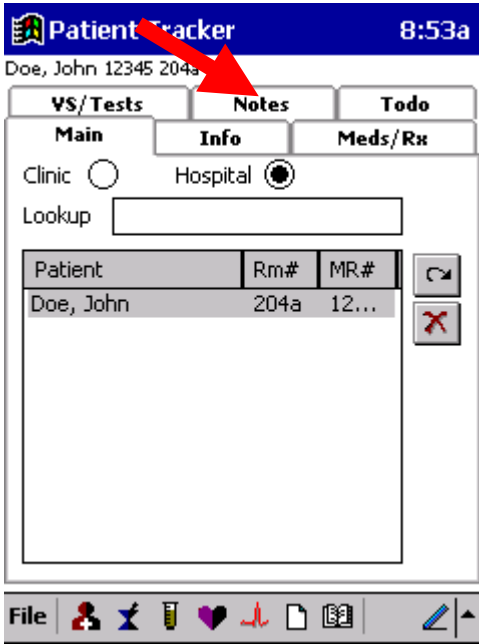 Patient Tracker 8:53a
Doe, John 12345 204a
VS/Tests Notes Todo
Main Info Meds/Rx
Clinic Hospital
Lookup
Patient Rm# MR#
Doe, John 204a 12...
File